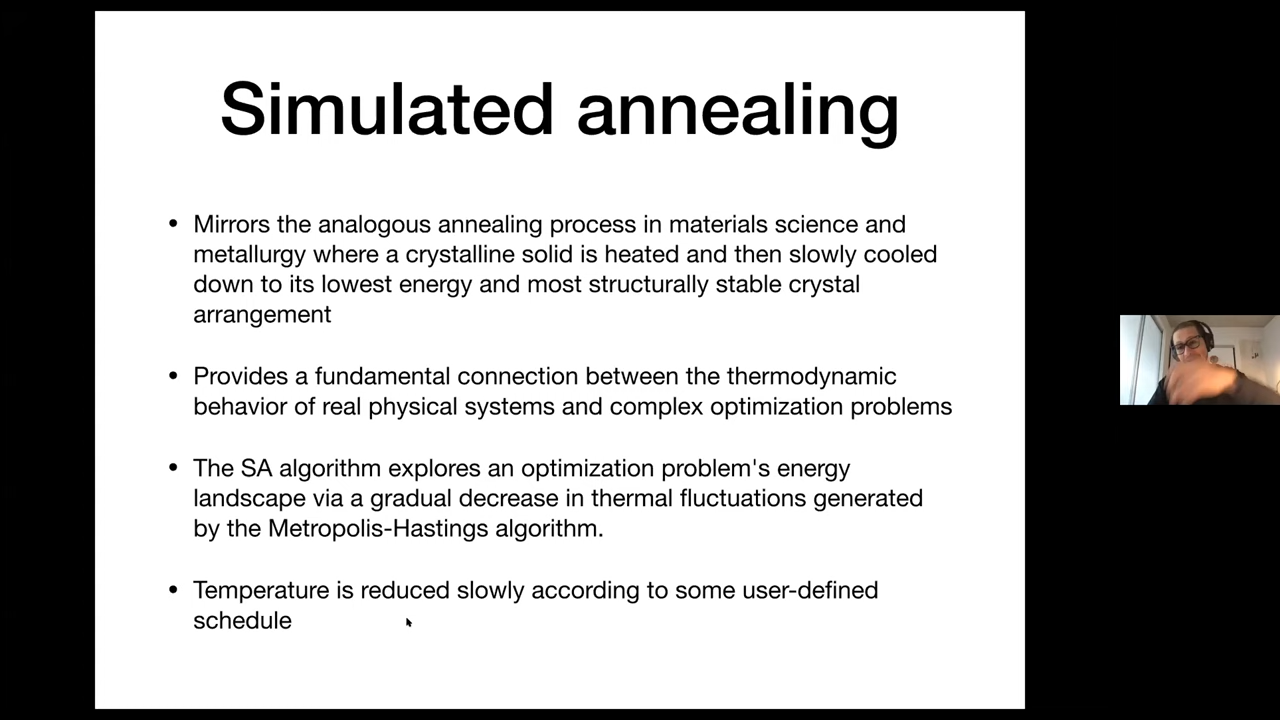 Simulated annealing
• Mirrors the analogous annealing process in materials science and
metallurgy where a crystalline solid is heated and then slowly cooled
down to its lowest energy and most structurally stable crystal
arrangement
• Provides a fundamental connection between the thermodynamic
behavior of real physical systems and complex optimization problems
• The SA algorithm explores an optimization problem's energy
landscape via a gradual decrease in thermal fluctuations generated
by the Metropolis-Hastings algorithm.
• Temperature is reduced slowly according to some user-defined
schedule